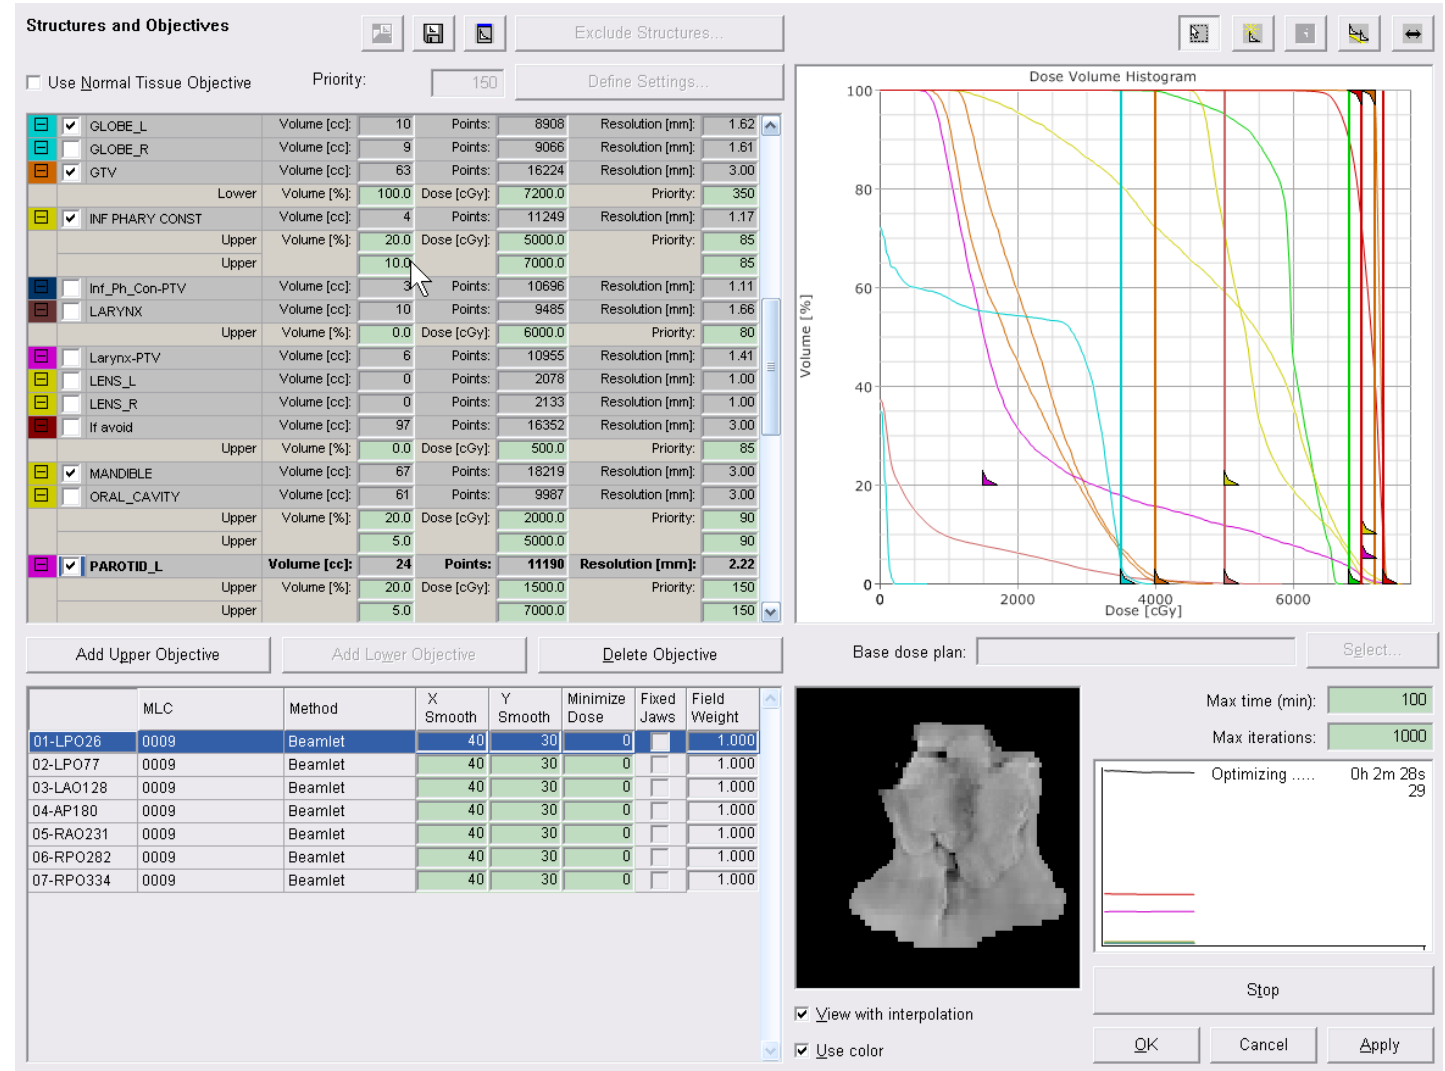 Structures and Objectives
Exclude Structures...
Use Normal Tissue Objective Priority: 150 Define Settings...
GLOBE_L Volume [cc]: 10 Points: 8908 Resolution [mm]: 1.62
GLOBE_R Volume [cc]: 9 Points: 9066 Resolution [mm]: 1.61
GTV Volume [cc]: 63 Points: 16224 Resolution [mm]: 3.00
Lower Volume [%]: 100.0 Dose [cGy]: 7200.0 Priority: 350
INF PHARY CONST Volume [cc]: 4 Points: 11249 Resolution [mm]: 1.17
Upper Volume [%]: 20.0 Dose [cGy]: 5000.0 Priority: 85
Upper 10.0 7000.0 85
Inf_Ph_Con-PTV Volume [cc]: 3 Points: 10696 Resolution [mm]: 1.11
LARYNX Volume [cc]: 10 Points: 9485 Resolution [mm]: 1.66
Upper Volume [%]: 0.0 Dose [cGy]: 6000.0 Priority: 80
Larynx-PTV Volume [cc]: 6 Points: 10955 Resolution [mm]: 1.41
LENS_L Volume [cc]: 0 Points: 2078 Resolution [mm]: 1.00
LENS_R Volume [cc]: 0 Points: 2133 Resolution [mm]: 1.00
lf avoid Volume [cc]: 97 Points: 16352 Resolution [mm]: 3.00
Upper Volume [%]: 0.0 Dose [cGy]: 500.0 Priority: 85
MANDIBLE Volume [cc]: 67 Points: 18219 Resolution [mm]: 3.00
ORAL_CAVITY Volume [cc]: 61 Points: 9987 Resolution [mm]: 3.00
Upper Volume [%]: 20.0 Dose [cGy]: 2000.0 Priority: 90
Upper 5.0 5000.0 90
PAROTID_L Volume [cc]: 24 Points: 11190 Resolution [mm]: 2.22
Upper Volume [%]: 20.0 Dose [cGy]: 1500.0 Priority: 150
Upper 5.0 7000.0 150
Dose Volume Histogram
100
80
60
40
20
0
Volume [%]
0 2000 4000 6000
Dose [cGy]
Add Upper Objective Add Lower Objective Delete Objective
Base dose plan: Select...
MLC Method X Smooth Y Smooth Minimize Dose Fixed Jaws Field Weight
01-LPO26 0009 Beamlet 40 30 0 1.000
02-LPO77 0009 Beamlet 40 30 0 1.000
03-LAO128 0009 Beamlet 40 30 0 1.000
04-AP180 0009 Beamlet 40 30 0 1.000
05-RAO231 0009 Beamlet 40 30 0 1.000
06-RPO282 0009 Beamlet 40 30 0 1.000
07-RPO334 0009 Beamlet 40 30 0 1.000
Max time (min): 100
Max iterations: 1000
Optimizing ..... 0h 2m 28s
29
Stop
View with interpolation
Use color
OK Cancel Apply